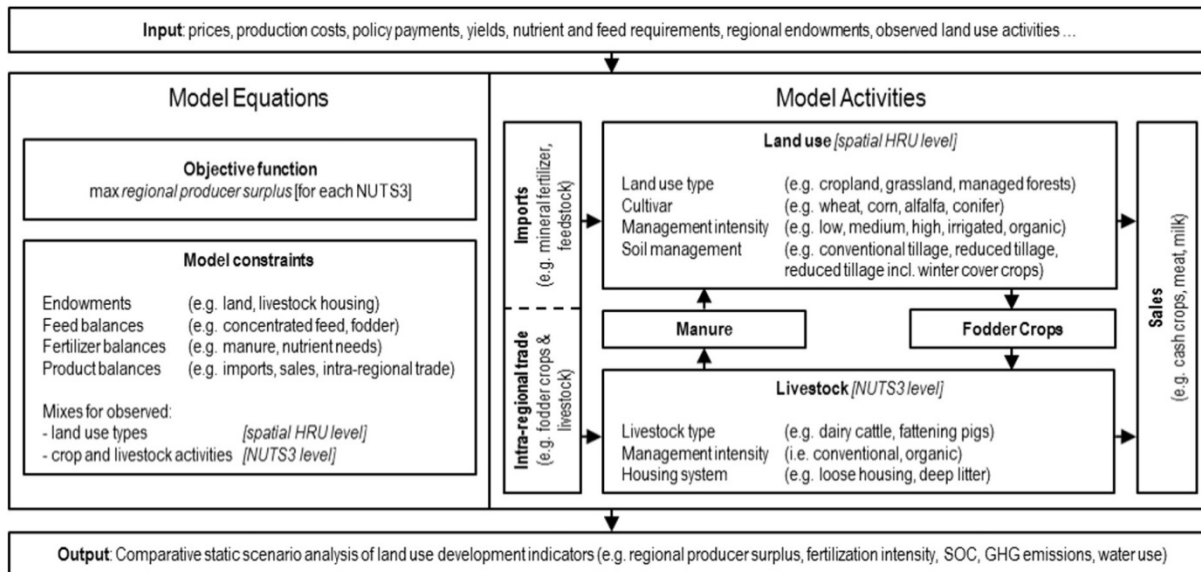 Input: prices, production costs, policy payments, yields, nutrient and feed requirements, regional endowments, observed land use activities ...
Model Equations
Objective function
max regional producer surplus [for each NUTS3]
Model constraints
Endowments (e.g. land, livestock housing)
Feed balances (e.g. concentrated feed, fodder)
Fertilizer balances (e.g. manure, nutrient needs)
Product balances (e.g. imports, sales, intra-regional trade)
Mixes for observed:
- land use types [spatial HRU level]
- crop and livestock activities [NUTS3 level]
Model Activities
Imports
(e.g. mineral fertilizer,
feedstock)
Intra-regional trade
(e.g. fodder crops &
livestock)
Land use [spatial HRU level]
Land use type (e.g. cropland, grassland, managed forests)
Cultivar (e.g. wheat, corn, alfalfa, conifer)
Management intensity (e.g. low, medium, high, irrigated, organic)
Soil management (e.g. conventional tillage, reduced tillage,
reduced tillage incl. winter cover crops)
Manure
Fodder Crops
Livestock [NUTS3 level]
Livestock type (e.g. dairy cattle, fattening pigs)
Management intensity (i.e. conventional, organic)
Housing system (e.g. loose housing, deep litter)
Sales
(e.g. cash crops, meat, milk)
Output: Comparative static scenario analysis of land use development indicators (e.g. regional producer surplus, fertilization intensity, SOC, GHG emissions, water use)